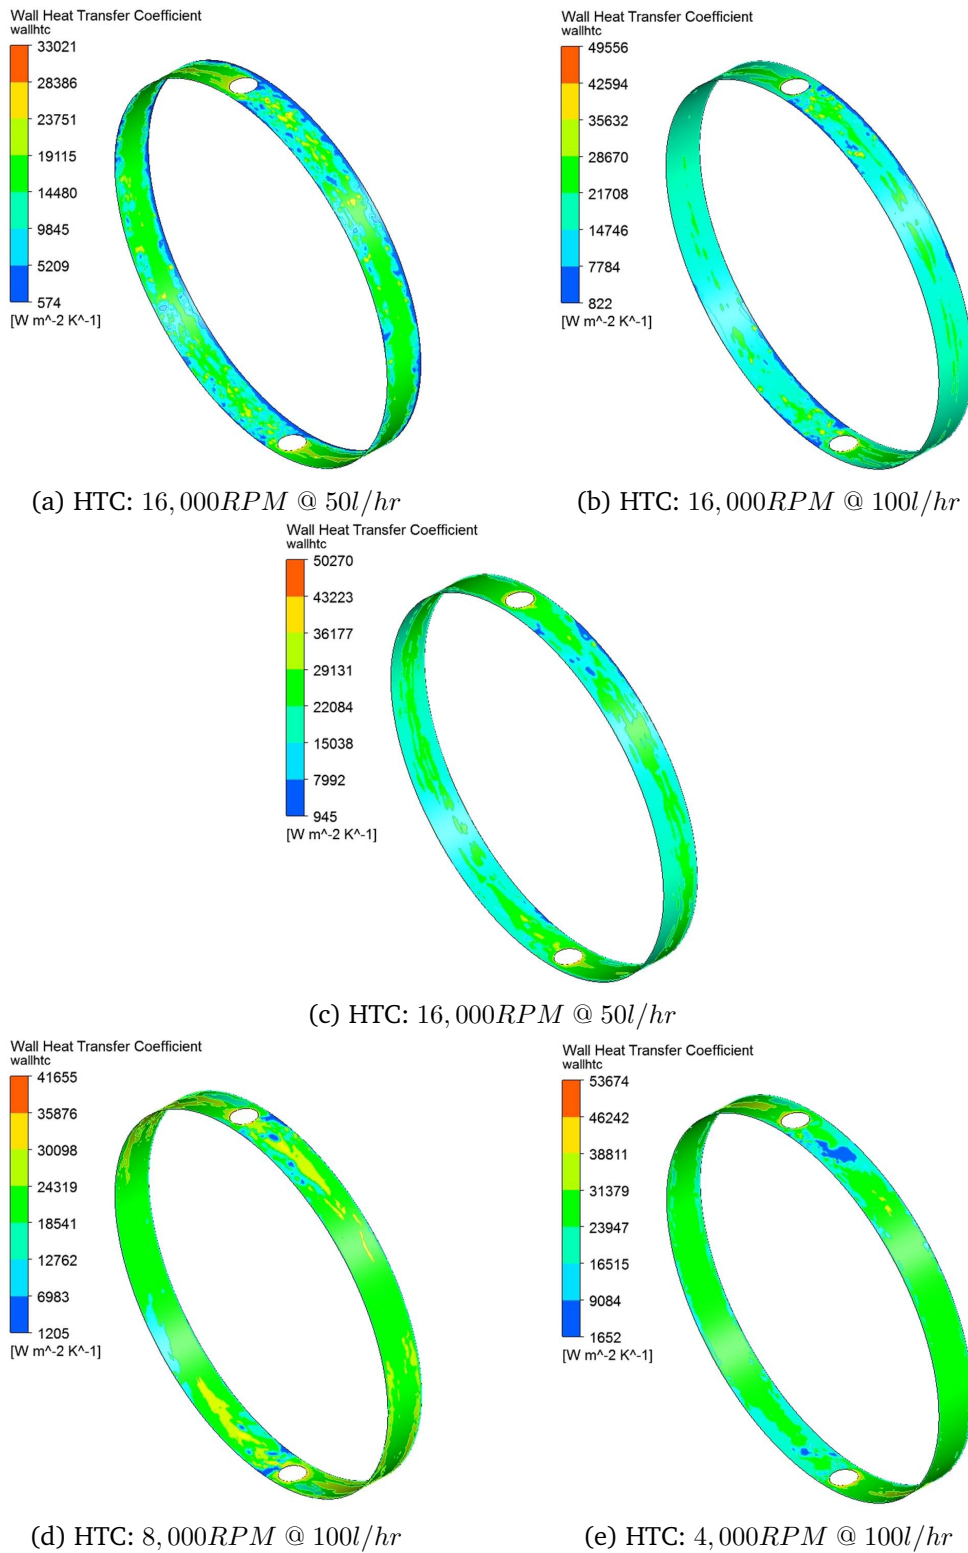 Wall Heat Transfer Coefficient
wallhtc
33021
28386
23751
19115
14480
9845
5209
574
[W m^-2 K^-1]
(a) HTC: 16,000RPM @ 50l/hr
Wall Heat Transfer Coefficient
wallhtc
49556
42594
35632
28670
21708
14746
7784
822
[W m^-2 K^-1]
(b) HTC: 16,000RPM @ 100l/hr
Wall Heat Transfer Coefficient
wallhtc
50270
43223
36177
29131
22084
15038
7992
945
[W m^-2 K^-1]
(c) HTC: 16,000RPM @ 50l/hr
Wall Heat Transfer Coefficient
wallhtc
41655
35876
30098
24319
18541
12762
6983
1205
[W m^-2 K^-1]
(d) HTC: 8,000RPM @ 100l/hr
Wall Heat Transfer Coefficient
wallhtc
53674
46242
38811
31379
23947
16515
9084
1652
[W m^-2 K^-1]
(e) HTC: 4,000RPM @ 100l/hr